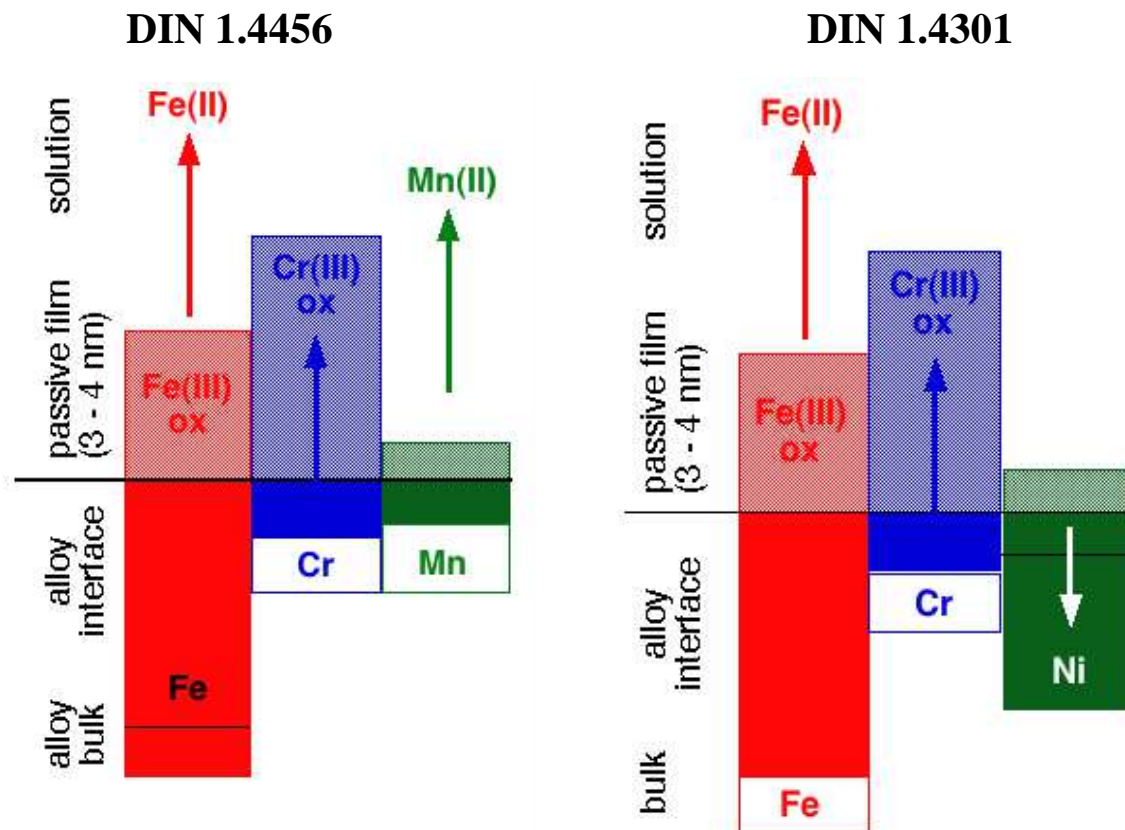 DIN 1.4456
Fe(II)
Mn(II)
Cr(III)
ox
Fe(III)
ox
Cr
Mn
Fe
solution
passive film
(3 - 4 nm)
alloy
interface
alloy
bulk
DIN 1.4301
Fe(II)
Cr(III)
ox
Fe(III)
ox
Cr
Ni
Fe
solution
passive film
(3 - 4 nm)
alloy
interface
bulk